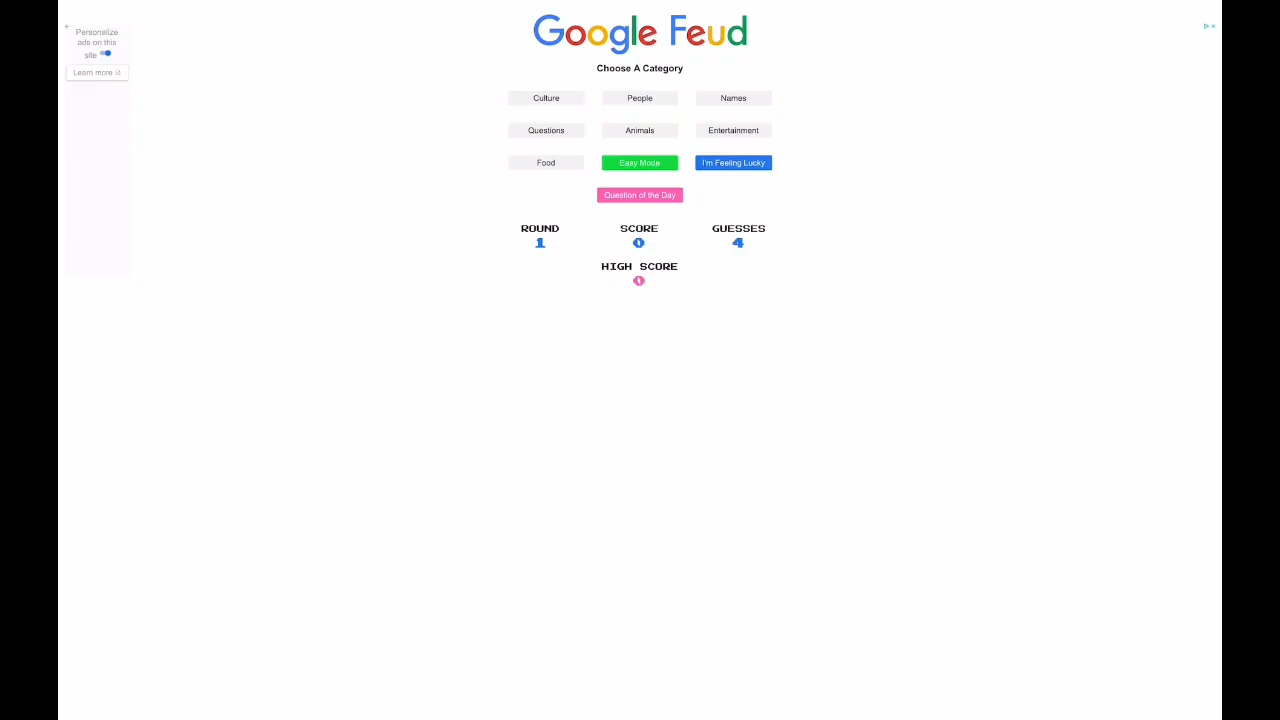 Google Feud
Personalize
ads on this
site
Learn more
Choose A Category
Culture
People
Names
Questions
Animals
Entertainment
Food
Easy Mode
I'm Feeling Lucky
Question of the Day
ROUND
SCORE
GUESSES
1
0
4
HIGH SCORE
0